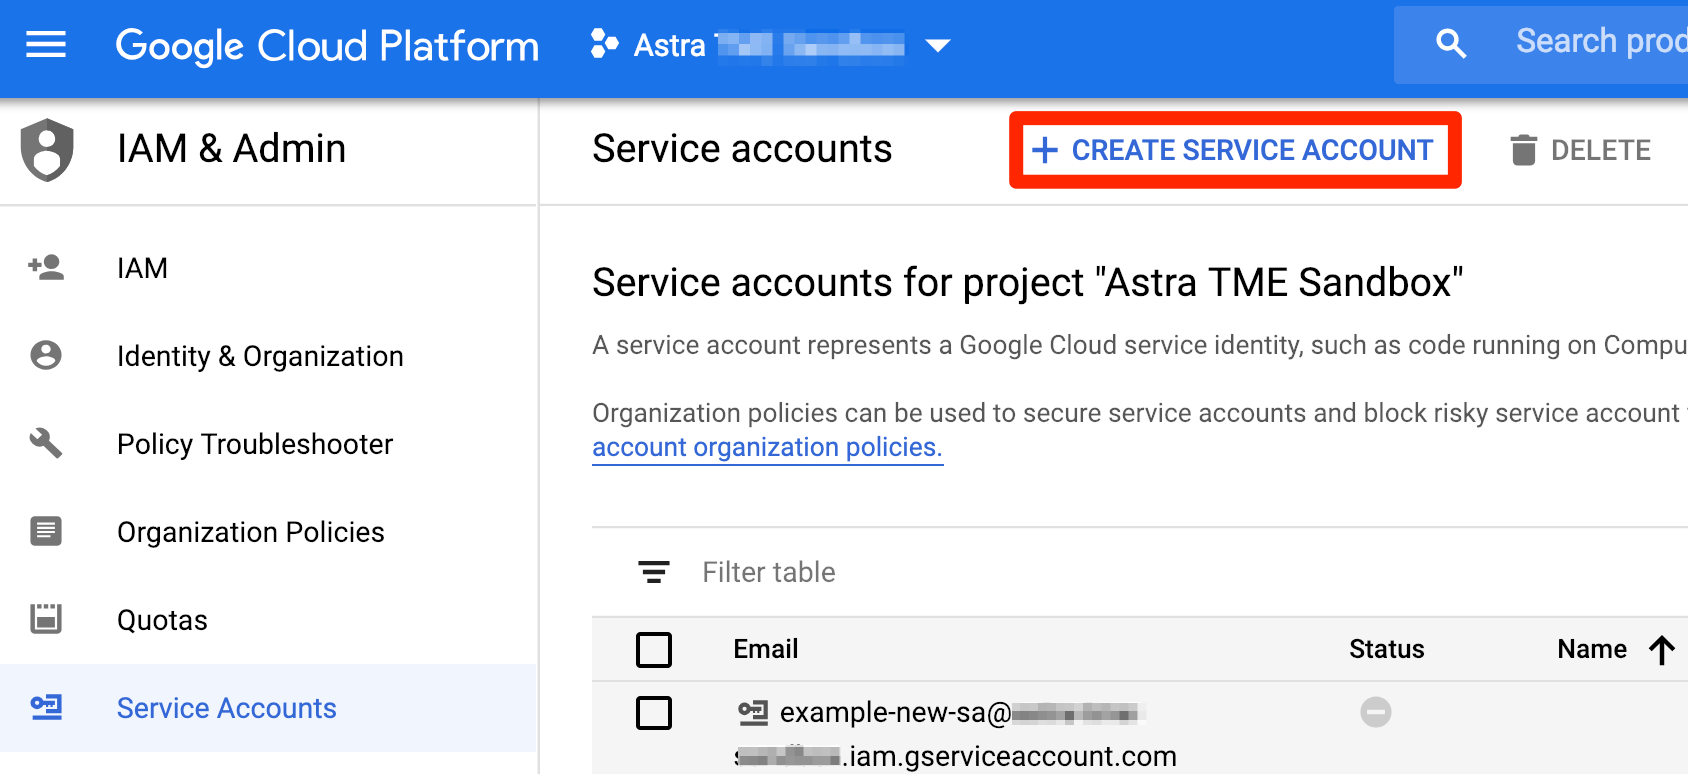 Google Cloud Platform
Astra
Search prod
IAM & Admin
Service accounts
+ CREATE SERVICE ACCOUNT
DELETE
IAM
Identity & Organization
Policy Troubleshooter
Organization Policies
Quotas
Service Accounts
Service accounts for project "Astra TME Sandbox"
A service account represents a Google Cloud service identity, such as code running on Compu
Organization policies can be used to secure service accounts and block risky service account
account organization policies.
Filter table
Email
Status
Name
example-new-sa@
.iam.gserviceaccount.com